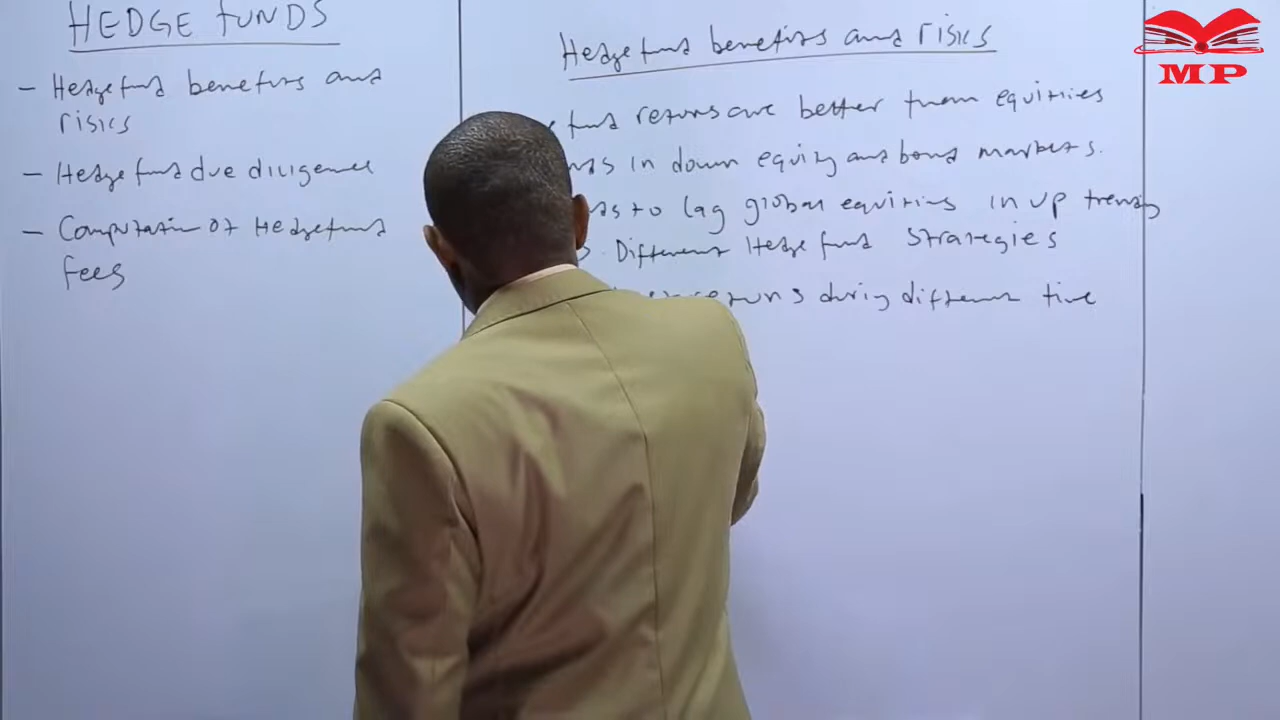 HEDGE FUNDS
- Hedge fund benefits and
risks
- Hedge fund due diligence
- Computation of Hedge fund
fees
Hedge fund benefits and risks
fund returns are better than equities
in down equity and bond markets.
to lag global equities in up trends
Different Hedge fund strategies
during different time
MP